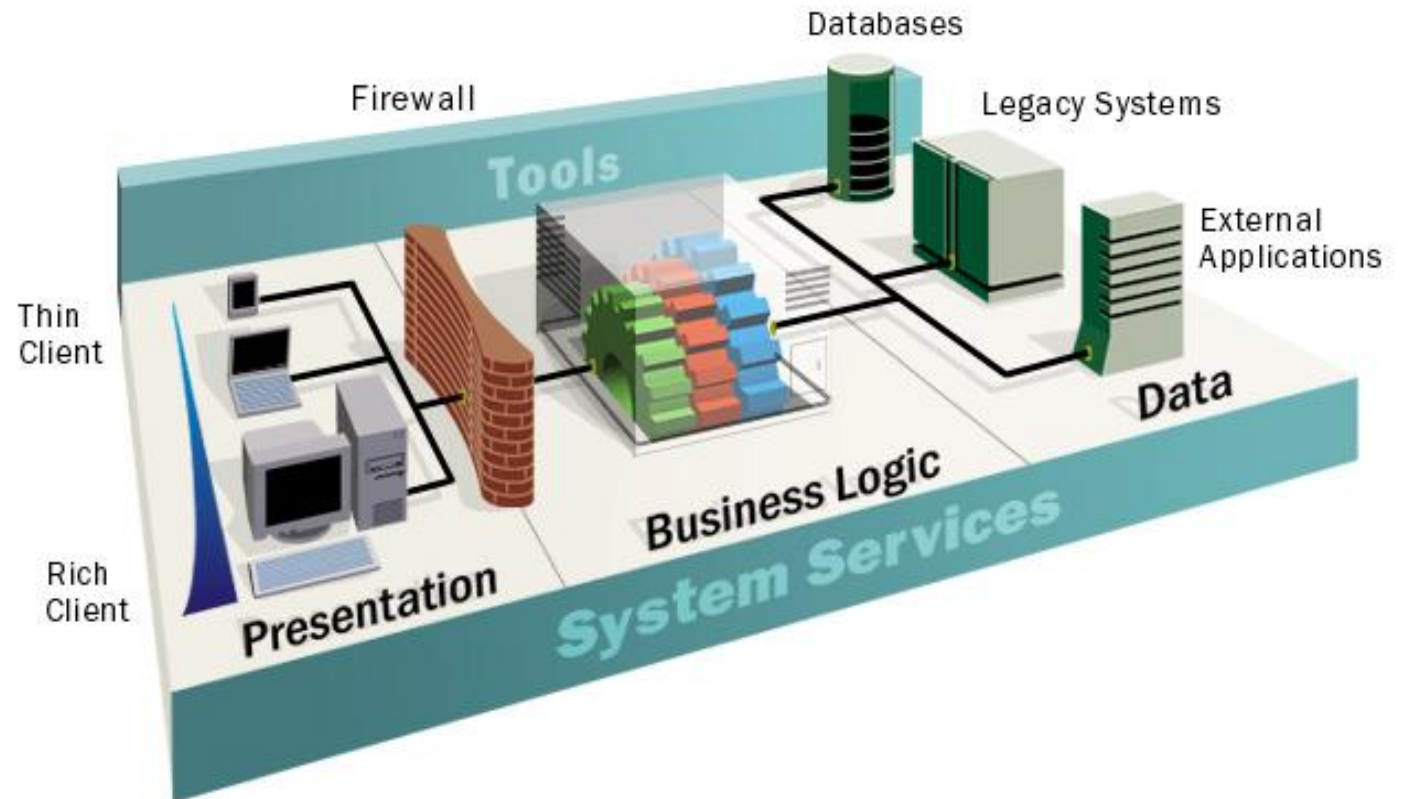 Databases
Firewall
Legacy Systems
Tools
External
Applications
Thin
Client
Data
Business Logic
Rich
Client
Presentation
System Services